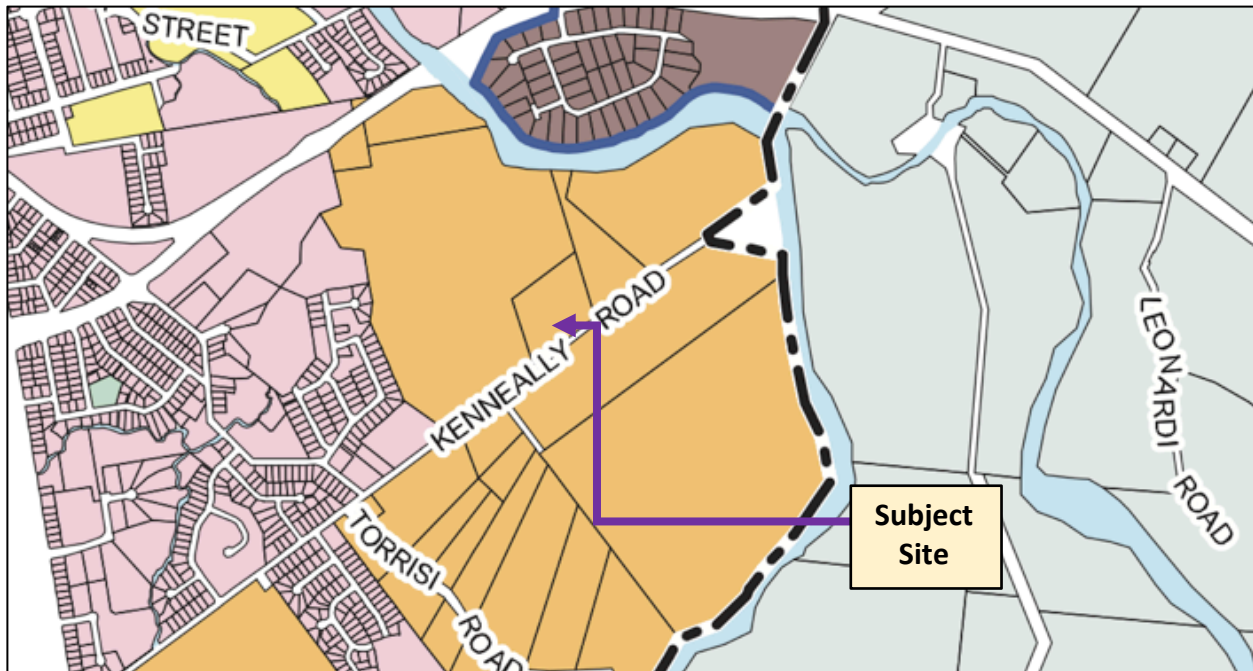 STREET
KENNEALLY ROAD
LEONARDI ROAD
TORRISI ROAD
Subject
Site